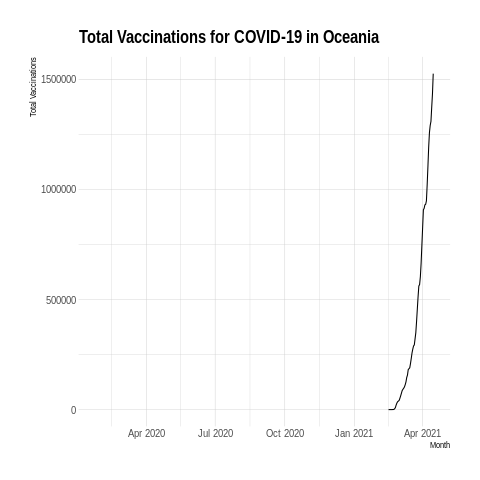 Total Vaccinations for COVID-19 in Oceania
Total Vaccinations
1500000
1000000
500000
0
Apr 2020 Jul 2020 Oct 2020 Jan 2021 Apr 2021
Month